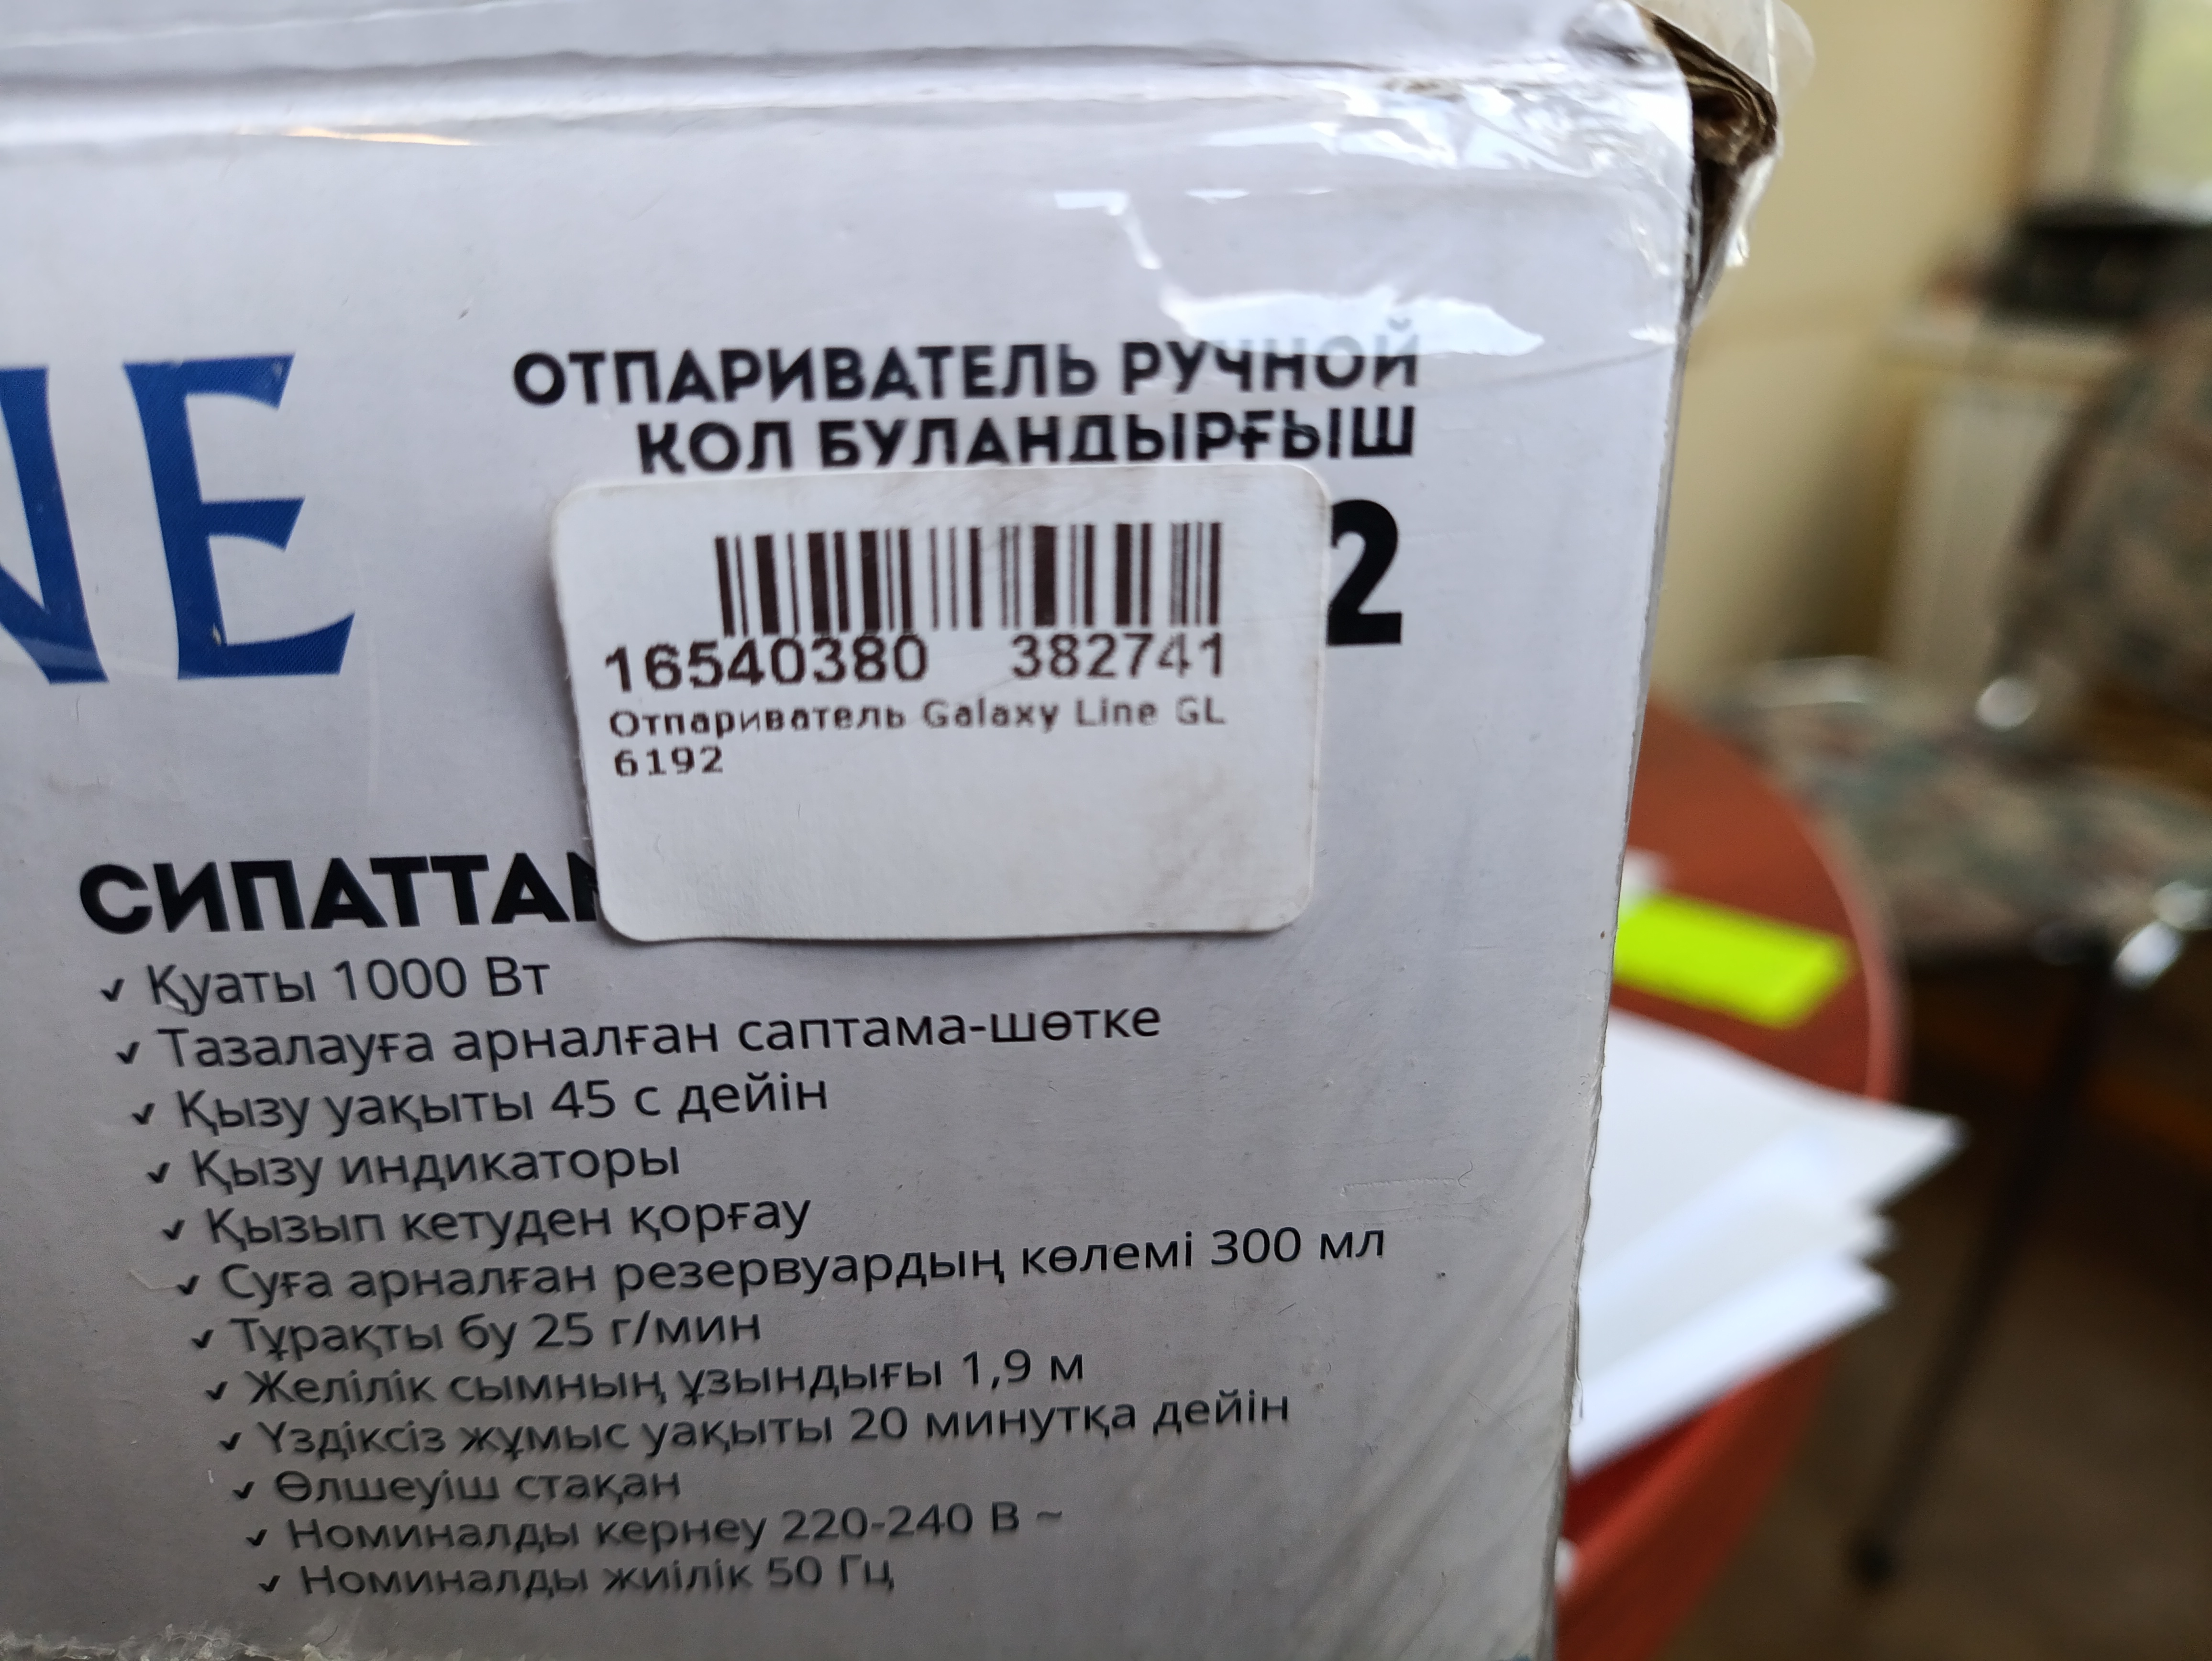 NE
ОТПАРИВАТЕЛЬ РУЧНОЙ
ҚОЛ БУЛАНДЫРҒЫШ
2
16540380 382741
Отпариватель Galaxy Line GL
6192
СИПАТТАМ
✓ Қуаты 1000 Вт
✓ Тазалауға арналған саптама-шөтке
✓ Қызу уақыты 45 с дейін
✓ Қызу индикаторы
✓ Қызып кетуден қорғау
✓ Суға арналған резервуардың көлемі 300 мл
✓ Тұрақты бу 25 г/мин
✓ Желілік сымның ұзындығы 1,9 м
✓ Үздіксіз жұмыс уақыты 20 минутқа дейін
✓ Өлшеуіш стақан
✓ Номиналды кернеу 220-240 В ~
✓ Номиналды жиілік 50 Гц